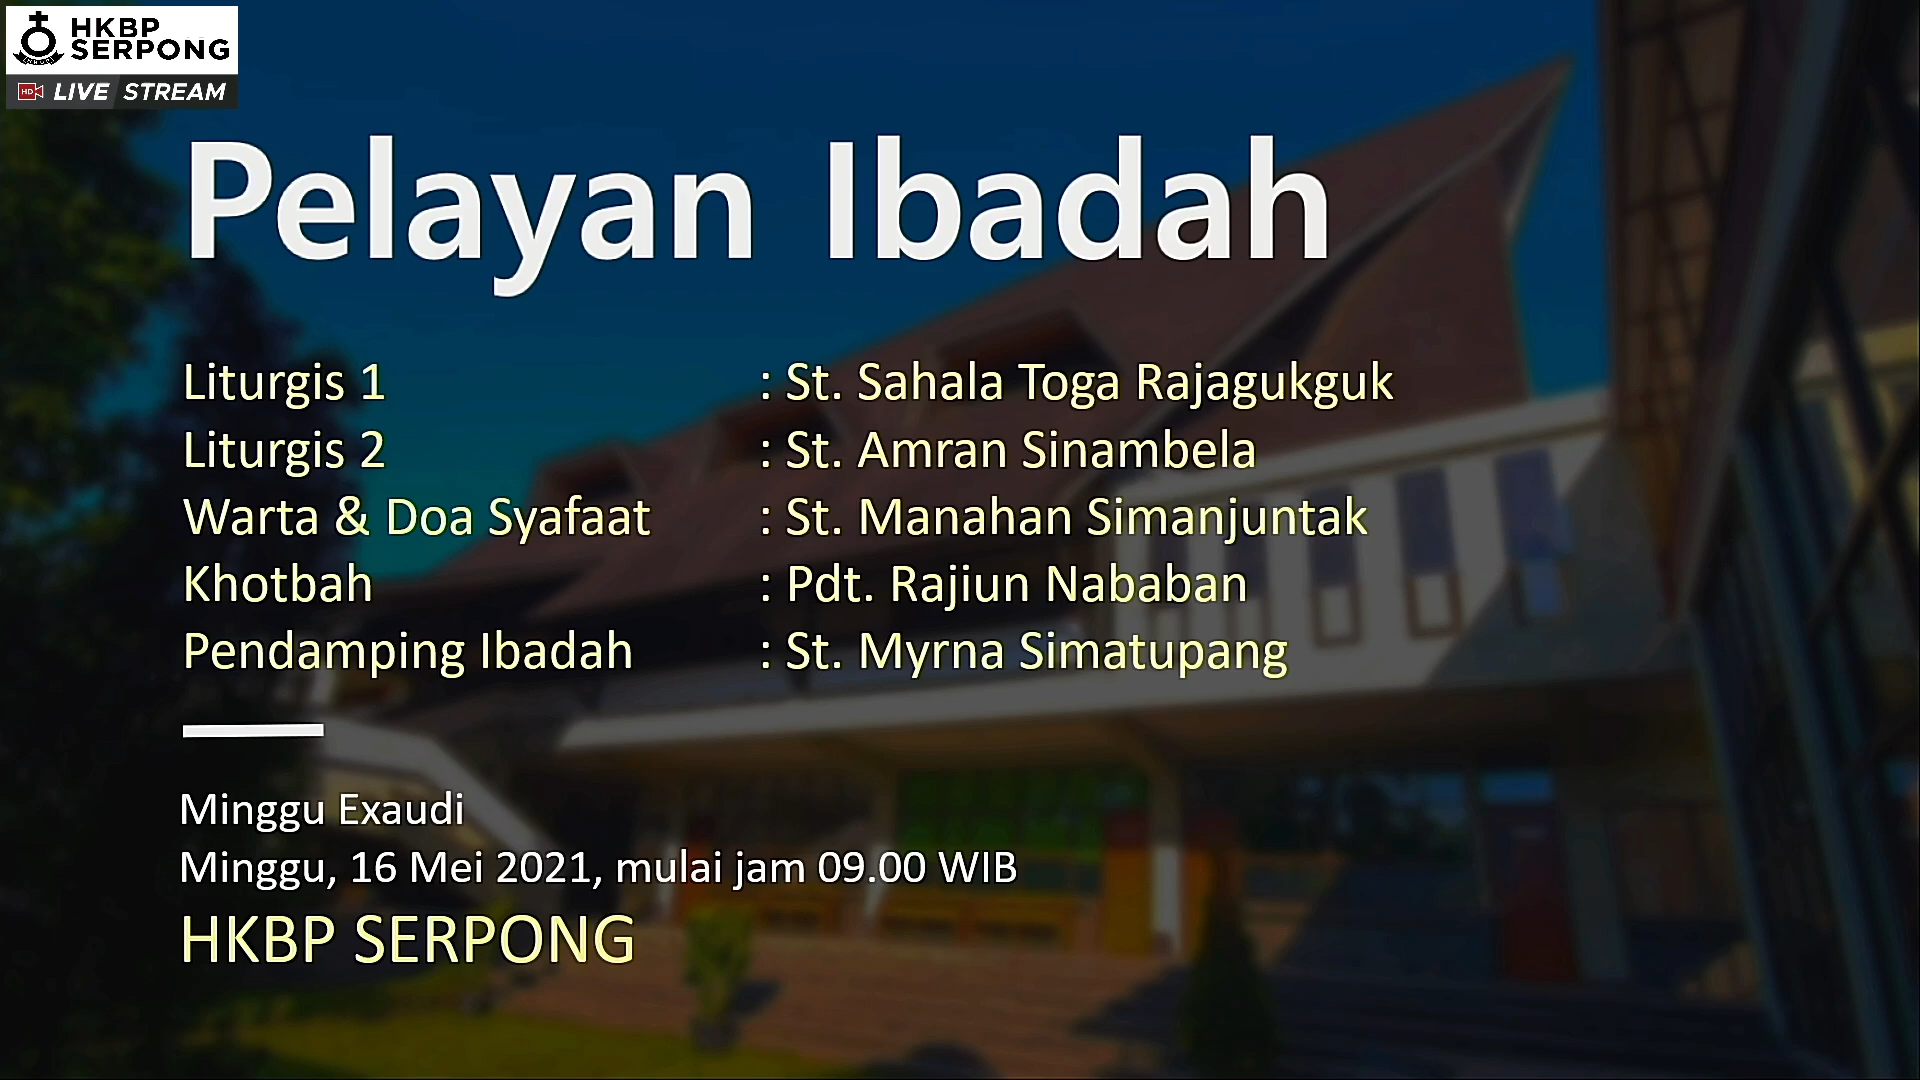 HKBP
SERPONG
HD LIVE STREAM
Pelayan Ibadah
Liturgis 1 : St. Sahala Toga Rajagukguk
Liturgis 2 : St. Amran Sinambela
Warta & Doa Syafaat : St. Manahan Simanjuntak
Khotbah : Pdt. Rajiun Nababan
Pendamping Ibadah : St. Myrna Simatupang
Minggu Exaudi
Minggu, 16 Mei 2021, mulai jam 09.00 WIB
HKBP SERPONG